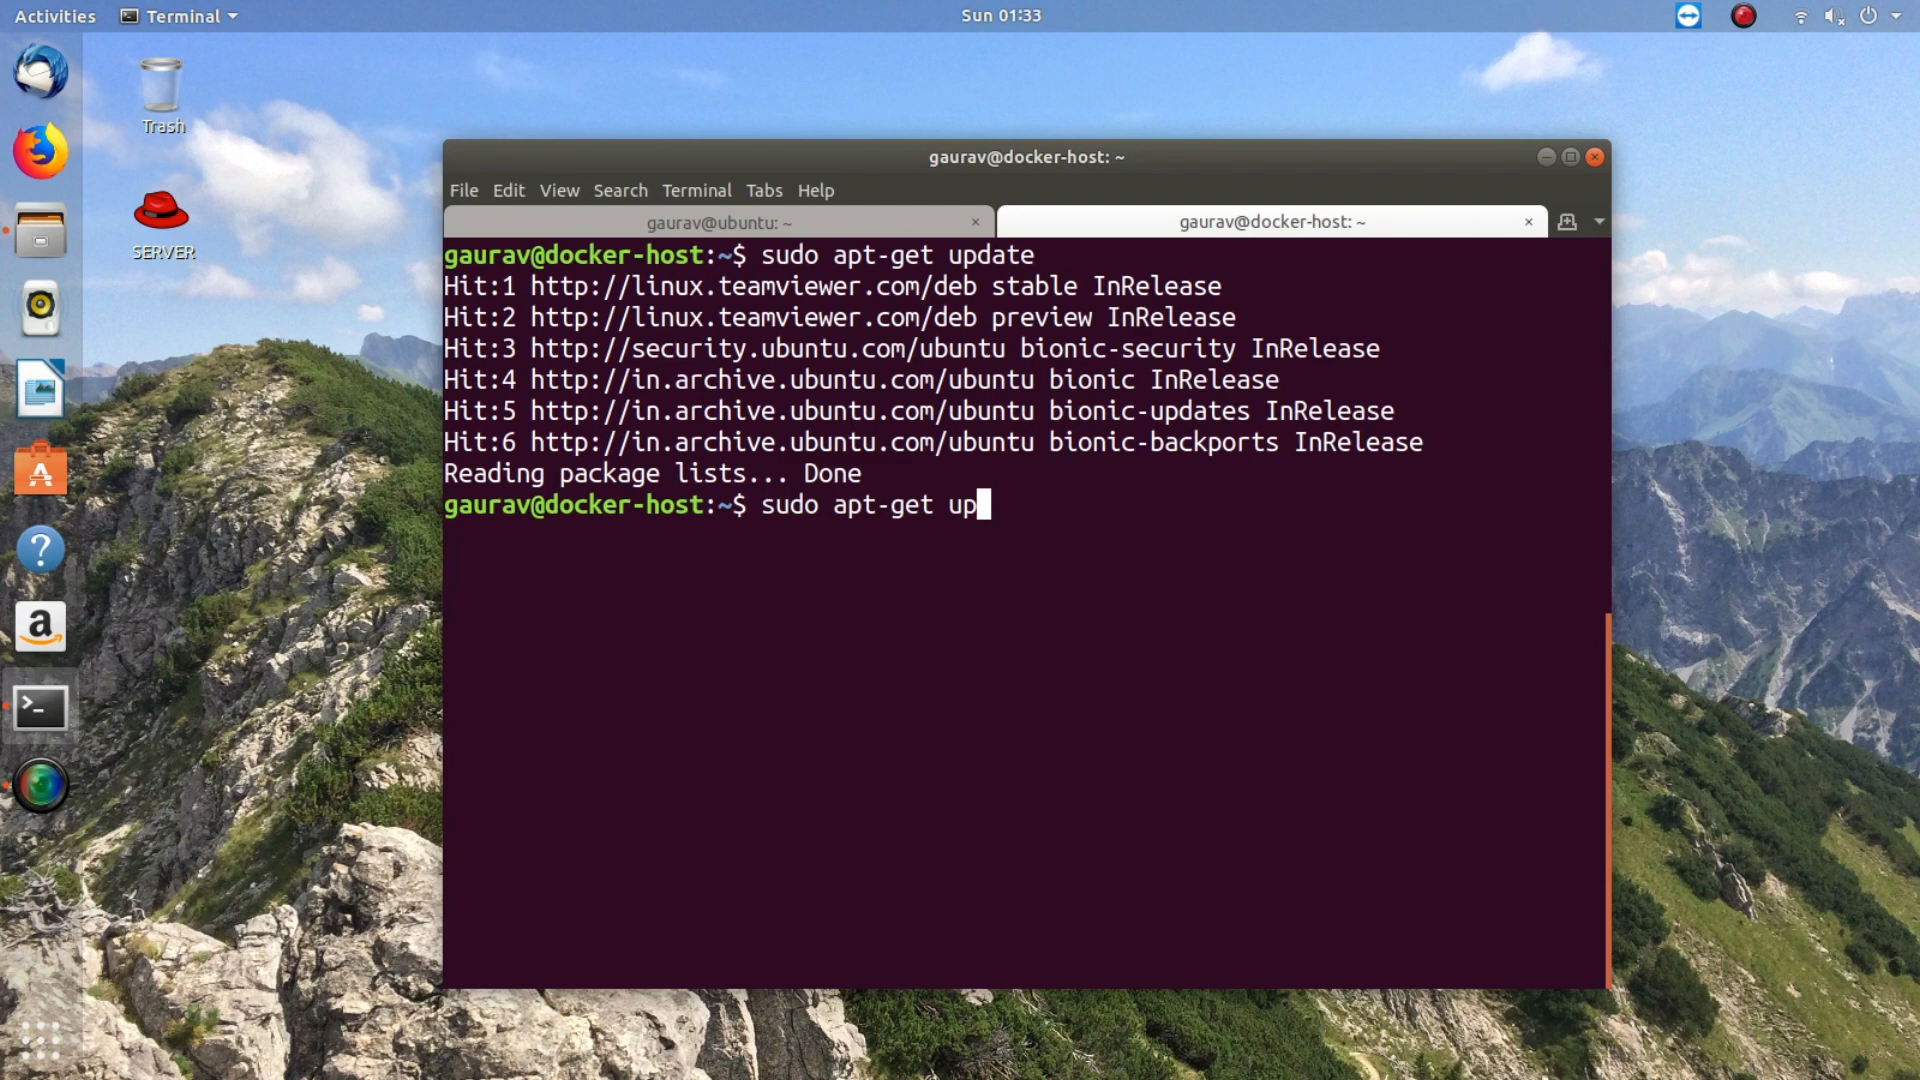 Activities Terminal Sun 01:33
Trash
SERVER
gaurav@docker-host: ~
File Edit View Search Terminal Tabs Help
gaurav@ubuntu: ~ gaurav@docker-host: ~
gaurav@docker-host:~$ sudo apt-get update
Hit:1 http://linux.teamviewer.com/deb stable InRelease
Hit:2 http://linux.teamviewer.com/deb preview InRelease
Hit:3 http://security.ubuntu.com/ubuntu bionic-security InRelease
Hit:4 http://in.archive.ubuntu.com/ubuntu bionic InRelease
Hit:5 http://in.archive.ubuntu.com/ubuntu bionic-updates InRelease
Hit:6 http://in.archive.ubuntu.com/ubuntu bionic-backports InRelease
Reading package lists... Done
gaurav@docker-host:~$ sudo apt-get up